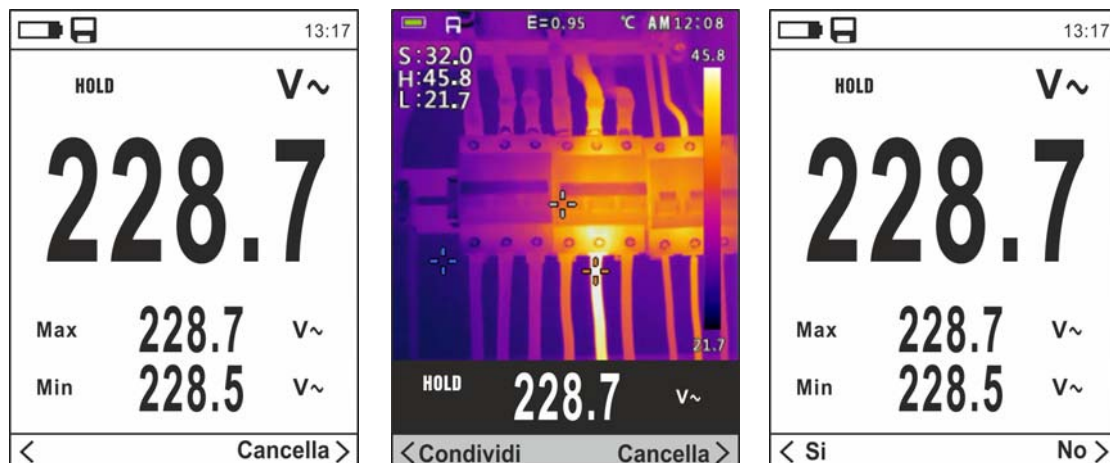 13:17
HOLD V~
228.7
Max 228.7 V~
Min 228.5 V~
< Cancella >
E=0.95 °C AM 12:08
S:32.0
H:45.8
L:21.7
45.8
21.7
HOLD 228.7 V~
<Condividi Cancella >
13:17
HOLD V~
228.7
Max 228.7 V~
Min 228.5 V~
< Si No >